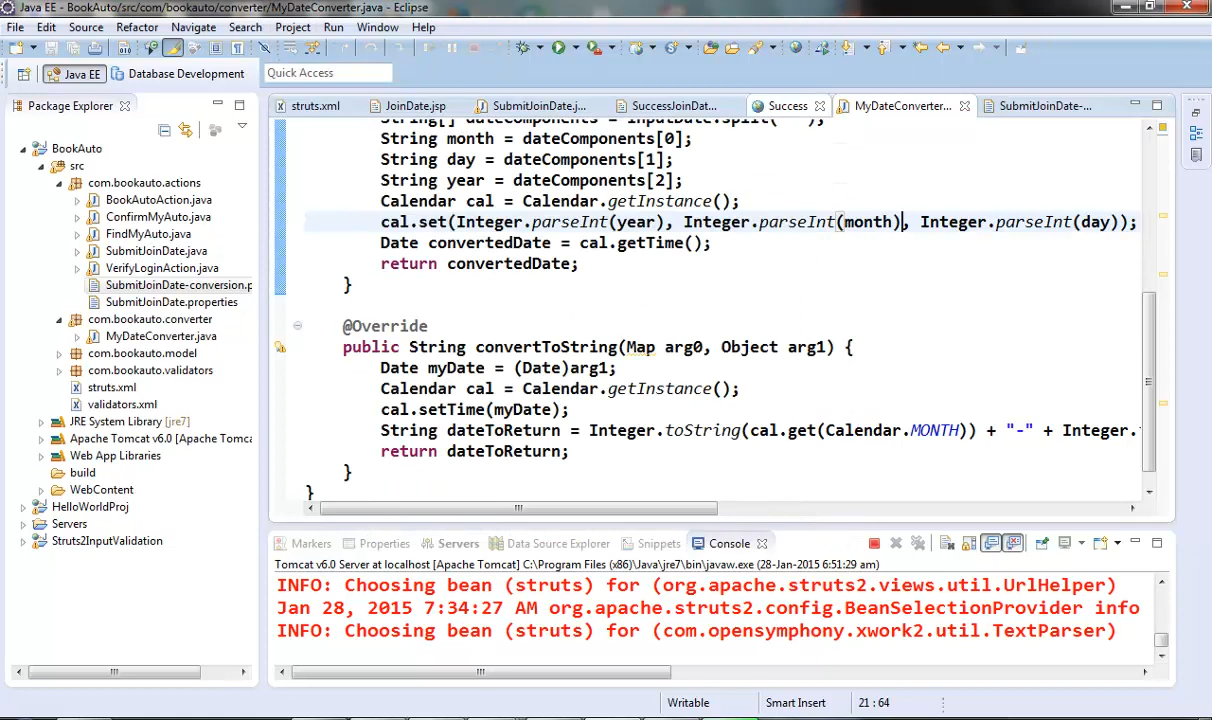 Java EE - BookAuto/src/com/bookauto/converter/MyDateConverter.java - Eclipse
File Edit Source Refactor Navigate Search Project Run Window Help
Java EE Database Development Quick Access
Package Explorer
struts.xml JoinDate.jsp SubmitJoinDate.j... SuccessJoinDat... Success MyDateConverter... SubmitJoinDate-...
BookAuto
src
com.bookauto.actions
BookAutoAction.java
ConfirmMyAuto.java
FindMyAuto.java
SubmitJoinDate.java
VerifyLoginAction.java
SubmitJoinDate-conversion.p
SubmitJoinDate.properties
com.bookauto.converter
MyDateConverter.java
com.bookauto.model
com.bookauto.validators
struts.xml
validators.xml
JRE System Library [jre7]
Apache Tomcat v6.0 [Apache Tomca
Web App Libraries
build
WebContent
HelloWorldProj
Servers
Struts2InputValidation
String month = dateComponents[0];
String day = dateComponents[1];
String year = dateComponents[2];
Calendar cal = Calendar.getInstance();
cal.set(Integer.parseInt(year), Integer.parseInt(month), Integer.parseInt(day));
Date convertedDate = cal.getTime();
return convertedDate;
}
@Override
public String convertToString(Map arg0, Object arg1) {
Date myDate = (Date)arg1;
Calendar cal = Calendar.getInstance();
cal.setTime(myDate);
String dateToReturn = Integer.toString(cal.get(Calendar.MONTH)) + "-" + Integer.
return dateToReturn;
}
}
Markers Properties Servers Data Source Explorer Snippets Console
Tomcat v6.0 Server at localhost [Apache Tomcat] C:\Program Files (x86)\Java\jre7\bin\javaw.exe (28-Jan-2015 6:51:29 am)
INFO: Choosing bean (struts) for (org.apache.struts2.views.util.UrlHelper)
Jan 28, 2015 7:34:27 AM org.apache.struts2.config.BeanSelectionProvider info
INFO: Choosing bean (struts) for (com.opensymphony.xwork2.util.TextParser)
Writable Smart Insert 21 : 64